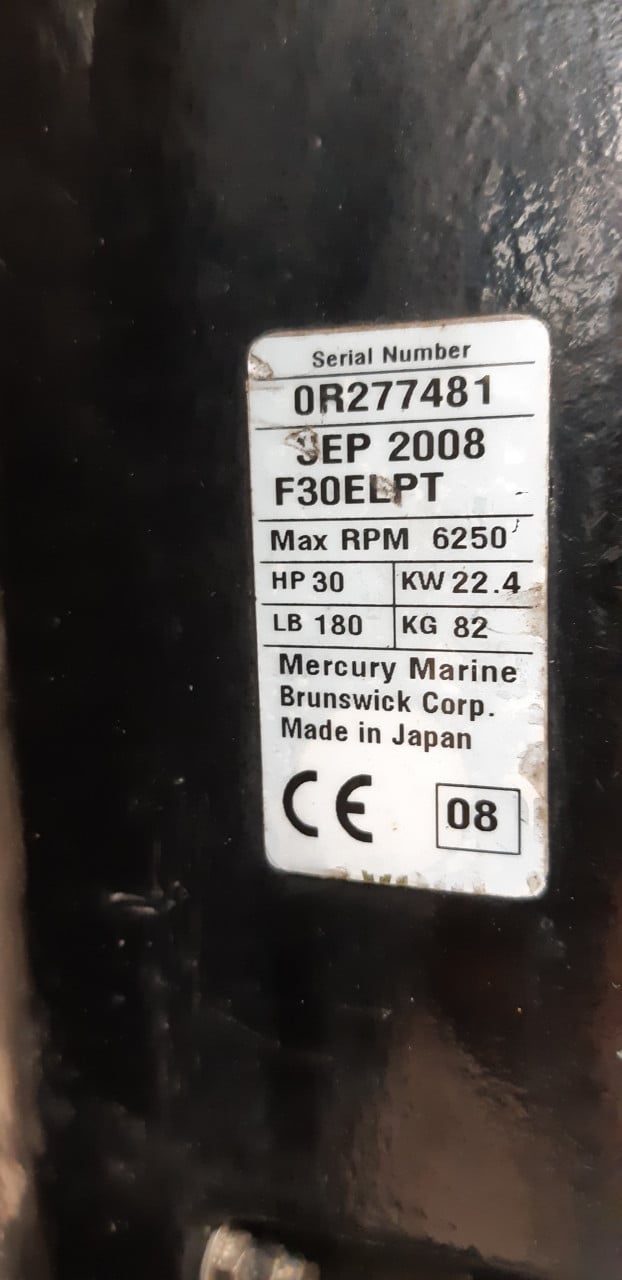 Serial Number
0R277481
SEP 2008
F30ELPT
Max RPM 6250
HP 30 KW 22.4
LB 180 KG 82
Mercury Marine
Brunswick Corp.
Made in Japan
CE 08